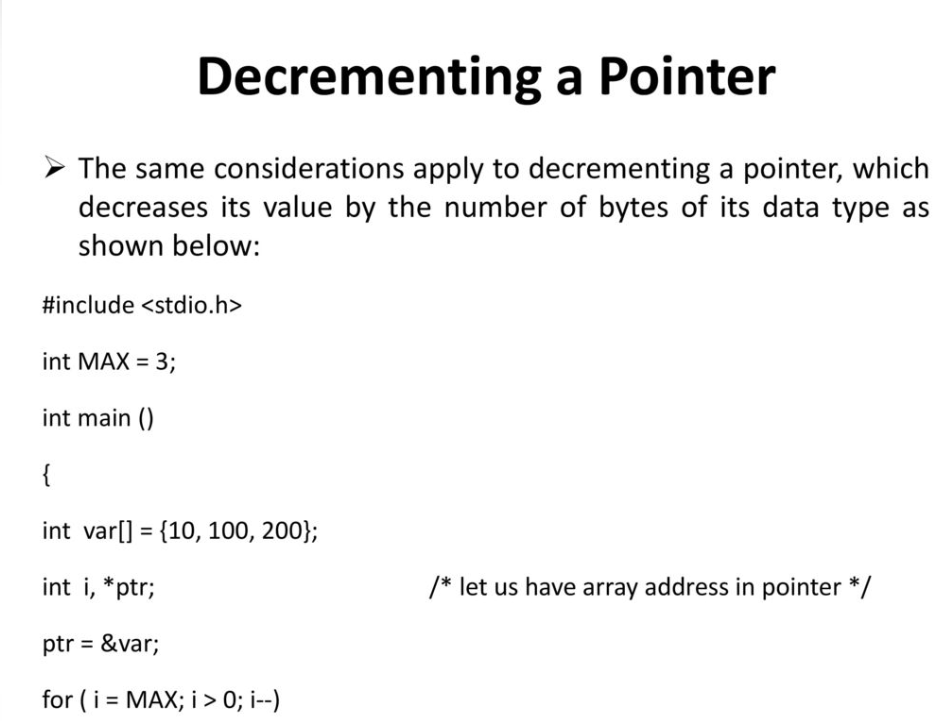 Decrementing a Pointer
➢ The same considerations apply to decrementing a pointer, which
decreases its value by the number of bytes of its data type as
shown below:
#include <stdio.h>
int MAX = 3;
int main ()
{
int  var[] = {10, 100, 200};
int  i, *ptr; /* let us have array address in pointer */
ptr = &var;
for ( i = MAX; i > 0; i--)